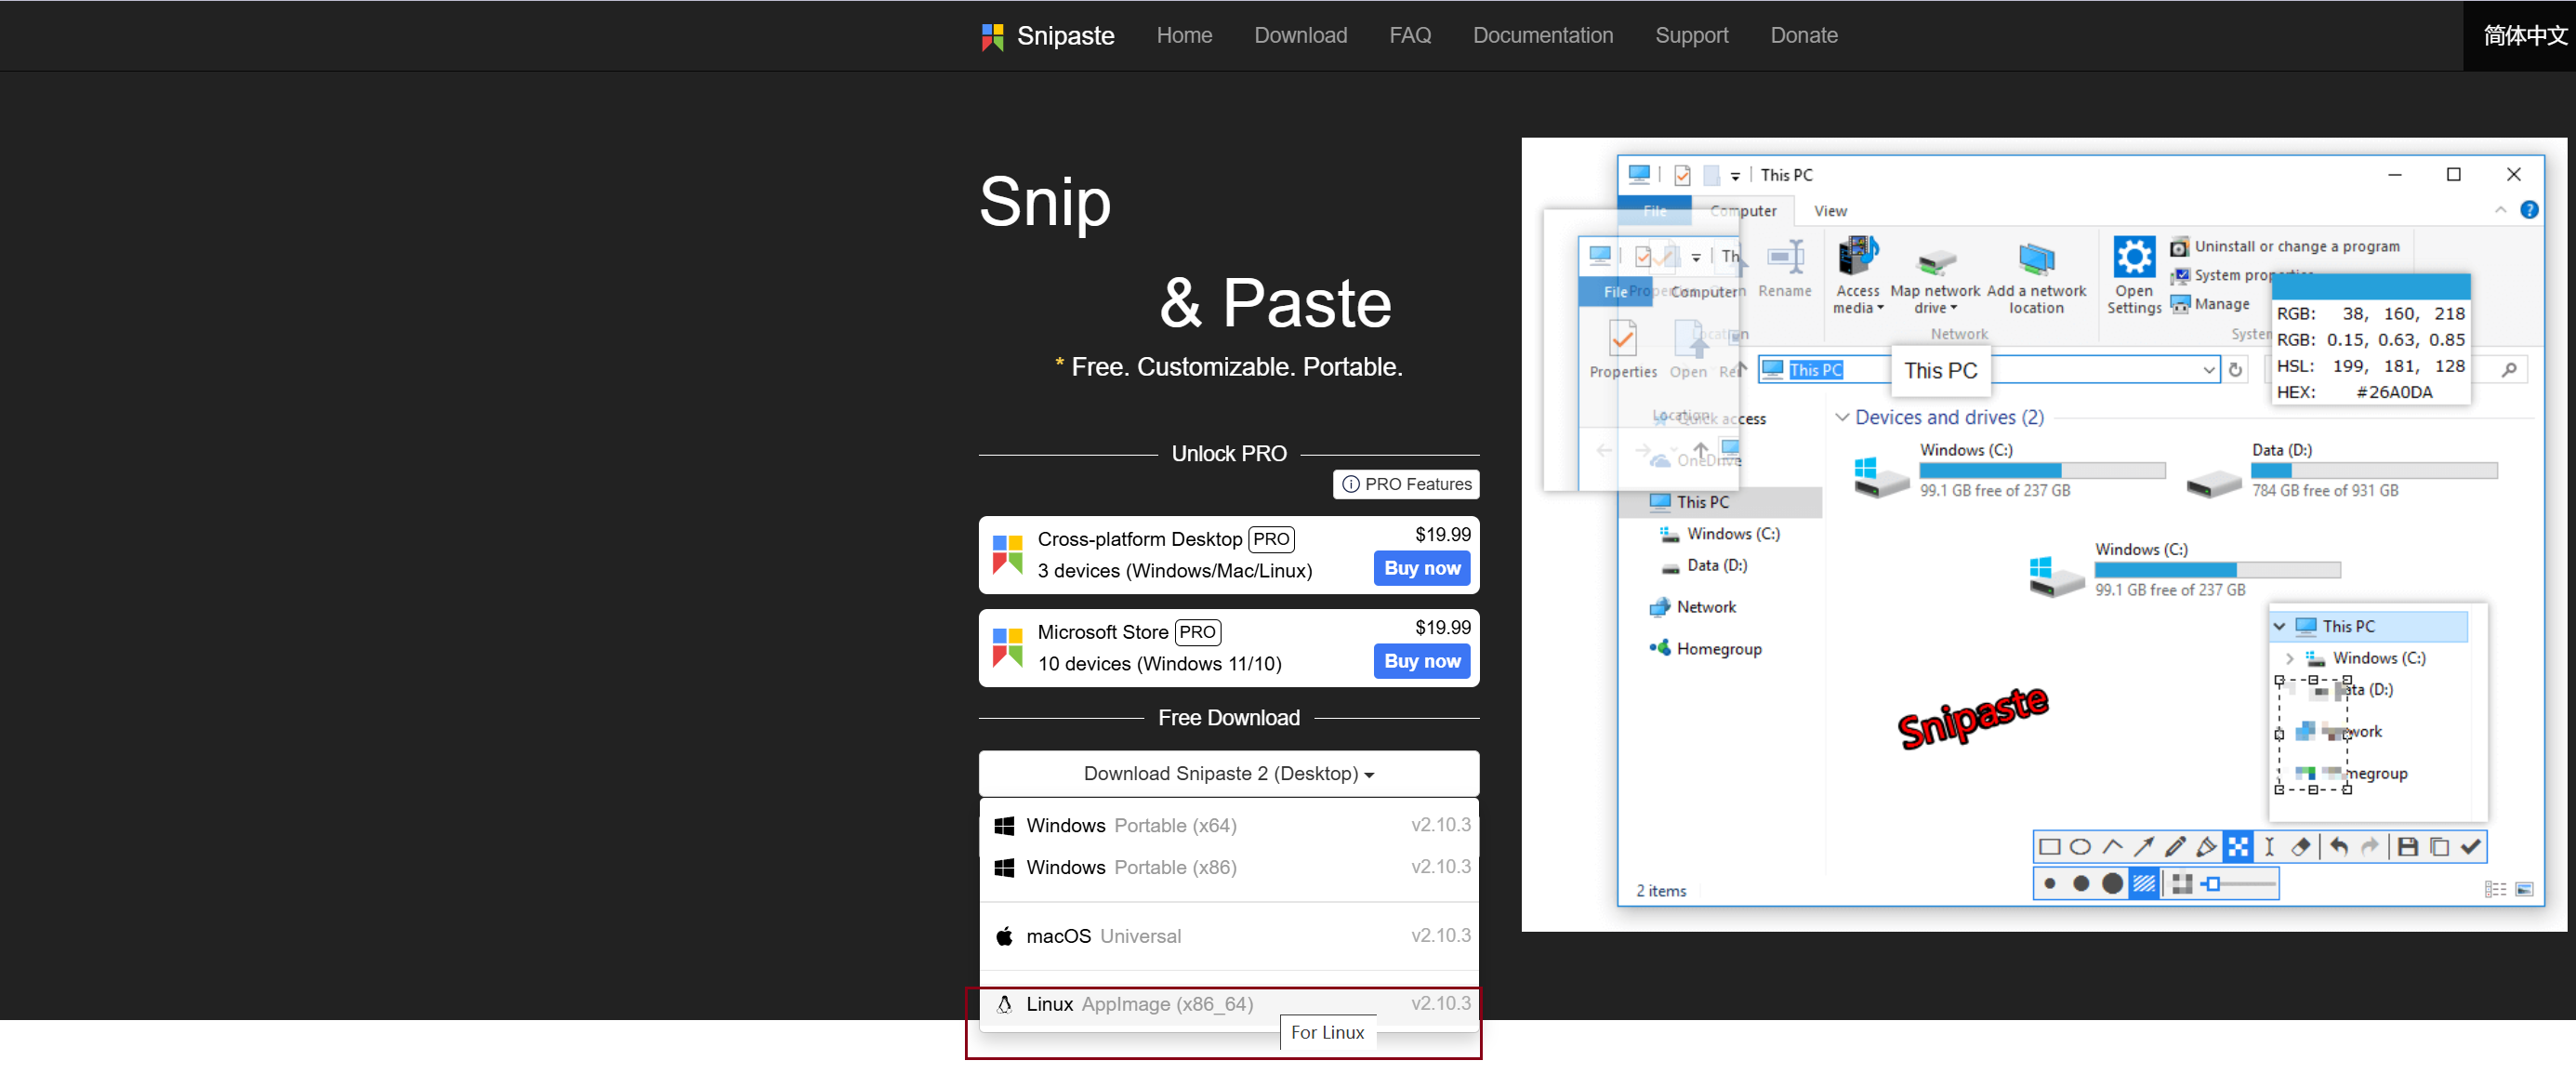 Snipaste Home Download FAQ Documentation Support Donate 简体中文
Snip
& Paste
* Free. Customizable. Portable.
Unlock PRO
PRO Features
Cross-platform Desktop PRO $19.99
3 devices (Windows/Mac/Linux) Buy now
Microsoft Store PRO $19.99
10 devices (Windows 11/10) Buy now
Free Download
Download Snipaste 2 (Desktop)
Windows Portable (x64) v2.10.3
Windows Portable (x86) v2.10.3
macOS Universal v2.10.3
Linux AppImage (x86_64) v2.10.3
For Linux
This PC
File Computer View
File Computer
Properties Open
Location
Rename
Access media
Map network drive
Add a network location
Network
Open Settings
Uninstall or change a program
System
Manage
RGB: 38, 160, 218
RGB: 0.15, 0.63, 0.85
HSL: 199, 181, 128
HEX: #26A0DA
This PC
This PC
Quick access
OneDrive
This PC
Windows (C:)
Data (D:)
Network
Homegroup
Devices and drives (2)
Windows (C:)
99.1 GB free of 237 GB
Data (D:)
784 GB free of 931 GB
Windows (C:)
99.1 GB free of 237 GB
This PC
Windows (C:)
ata (D:)
work
megroup
Snipaste
2 items